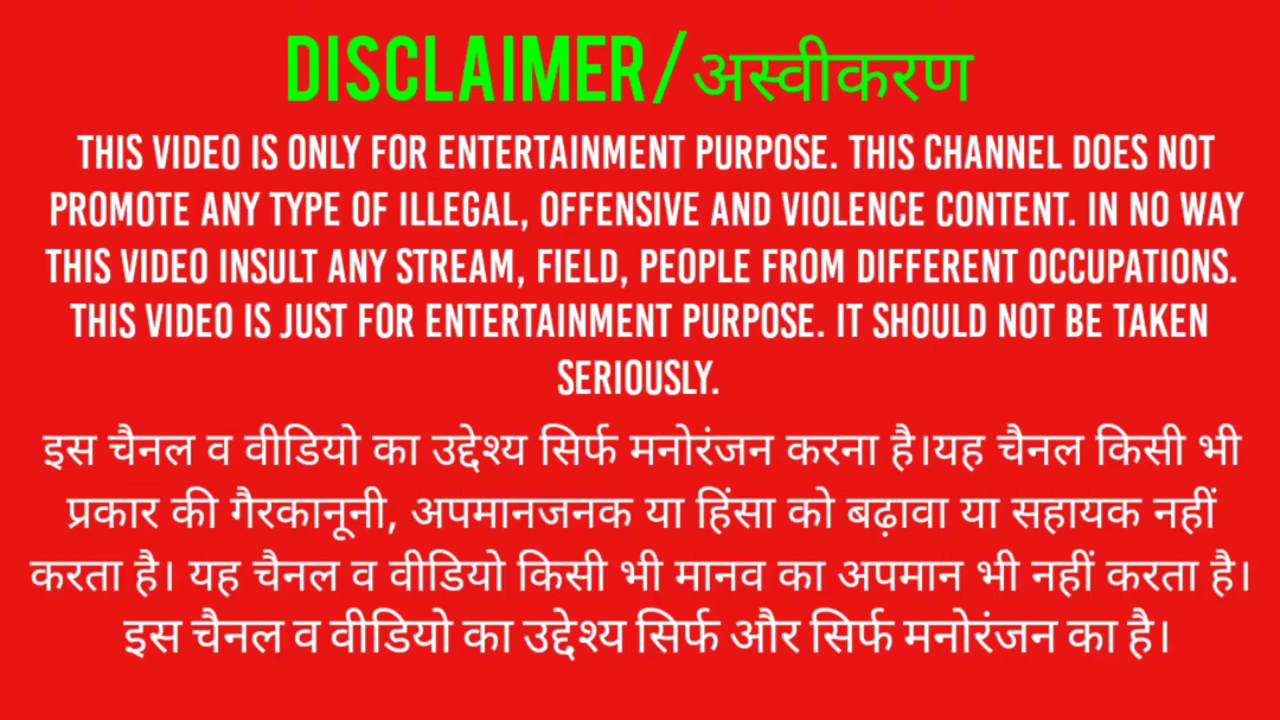 DISCLAIMER/अस्वीकरण
THIS VIDEO IS ONLY FOR ENTERTAINMENT PURPOSE. THIS CHANNEL DOES NOT
PROMOTE ANY TYPE OF ILLEGAL, OFFENSIVE AND VIOLENCE CONTENT. IN NO WAY
THIS VIDEO INSULT ANY STREAM, FIELD, PEOPLE FROM DIFFERENT OCCUPATIONS.
THIS VIDEO IS JUST FOR ENTERTAINMENT PURPOSE. IT SHOULD NOT BE TAKEN
SERIOUSLY.
इस चैनल व वीडियो का उद्देश्य सिर्फ मनोरंजन करना है।यह चैनल किसी भी
प्रकार की गैरकानूनी, अपमानजनक या हिंसा को बढ़ावा या सहायक नहीं
करता है। यह चैनल व वीडियो किसी भी मानव का अपमान भी नहीं करता है।
इस चैनल व वीडियो का उद्देश्य सिर्फ और सिर्फ मनोरंजन का है।